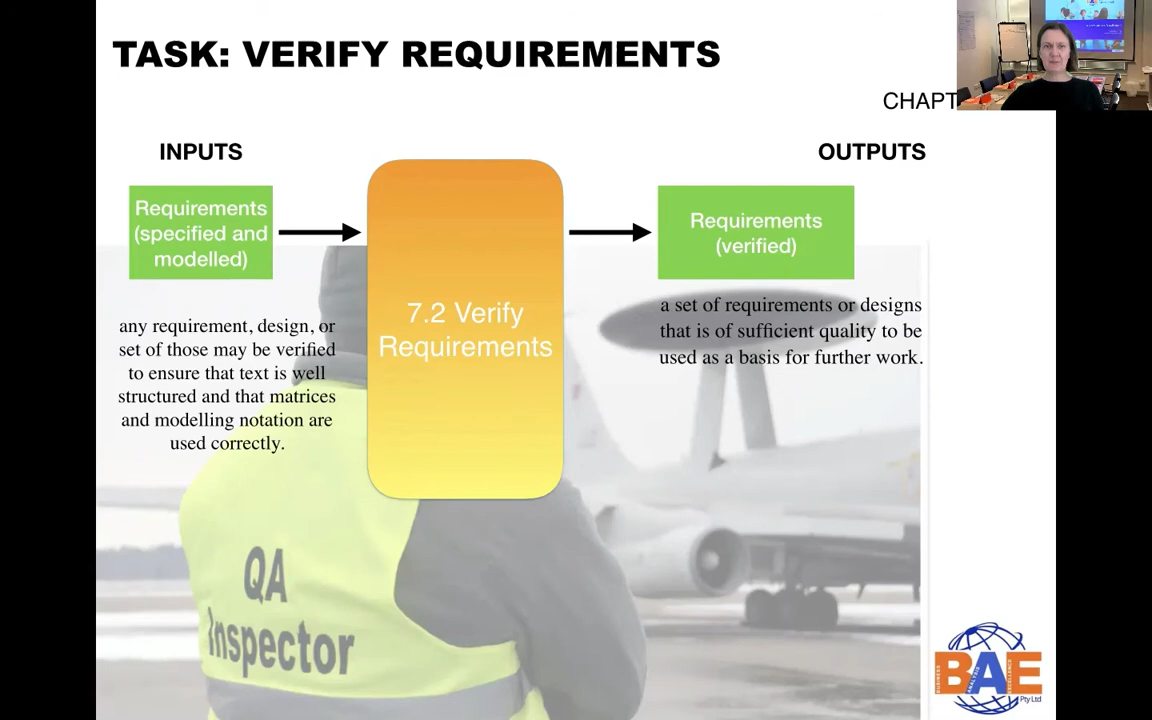 TASK: VERIFY REQUIREMENTS
CHAPT
INPUTS
OUTPUTS
Requirements
(specified and
modelled)
7.2 Verify
Requirements
Requirements
(verified)
any requirement, design, or
set of those may be verified
to ensure that text is well
structured and that matrices
and modelling notation are
used correctly.
a set of requirements or designs
that is of sufficient quality to be
used as a basis for further work.
QA
Inspector
BUSINESS
ANALYSIS
EXCELLENCE
BAE
Pty Ltd